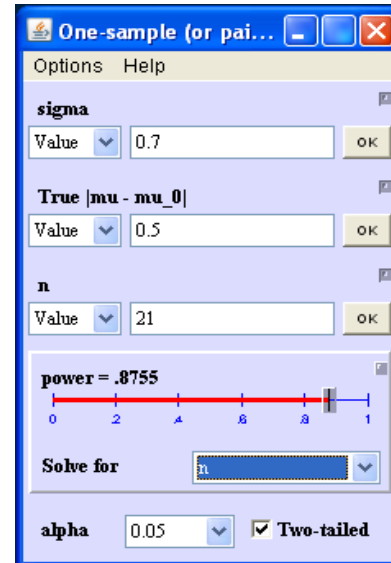 One-sample (or pai...
Options Help
sigma
Value 0.7 OK
True |mu - mu_0|
Value 0.5 OK
n
Value 21 OK
power = .8755
0 .2 .4 .6 .8 1
Solve for n
alpha 0.05 Two-tailed